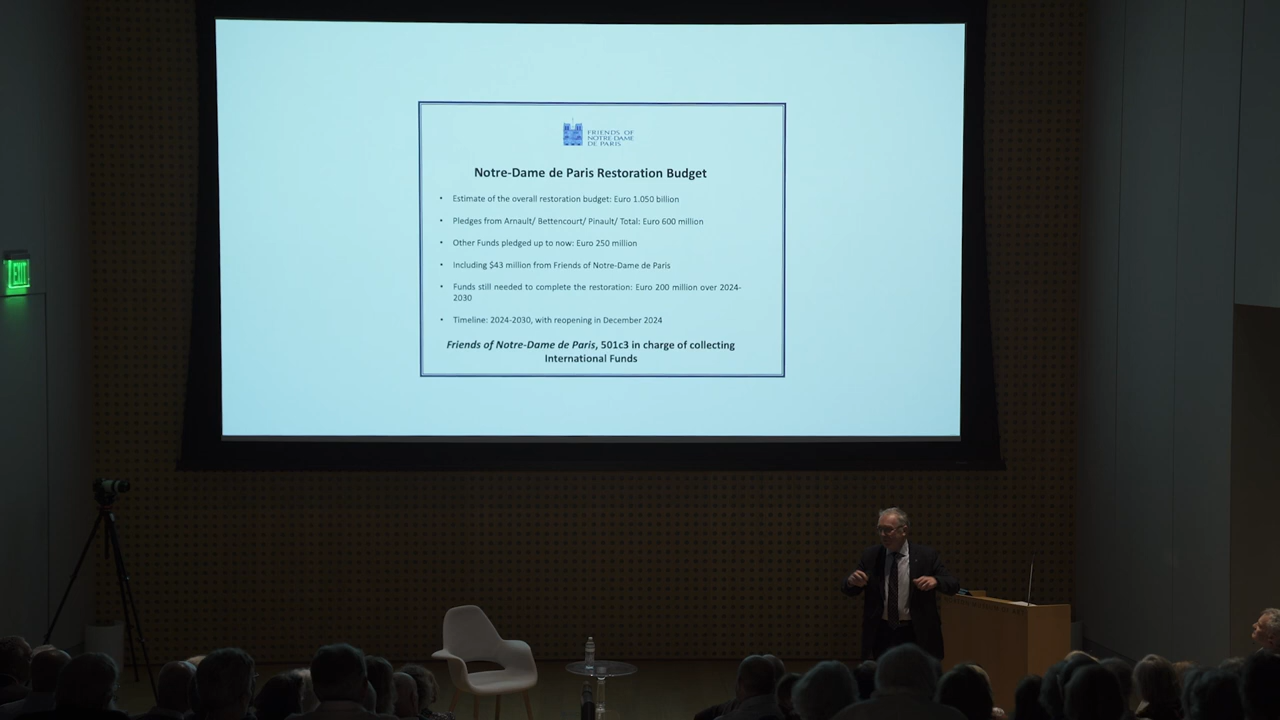 EXIT
FRIENDS OF
NOTRE-DAME
DE PARIS
Notre-Dame de Paris Restoration Budget
• Estimate of the overall restoration budget: Euro 1.050 billion
• Pledges from Arnault/ Bettencourt/ Pinault/ Total: Euro 600 million
• Other Funds pledged up to now: Euro 250 million
• Including $43 million from Friends of Notre-Dame de Paris
• Funds still needed to complete the restoration: Euro 200 million over 2024-
2030
• Timeline: 2024-2030, with reopening in December 2024
Friends of Notre-Dame de Paris, 501c3 in charge of collecting
International Funds